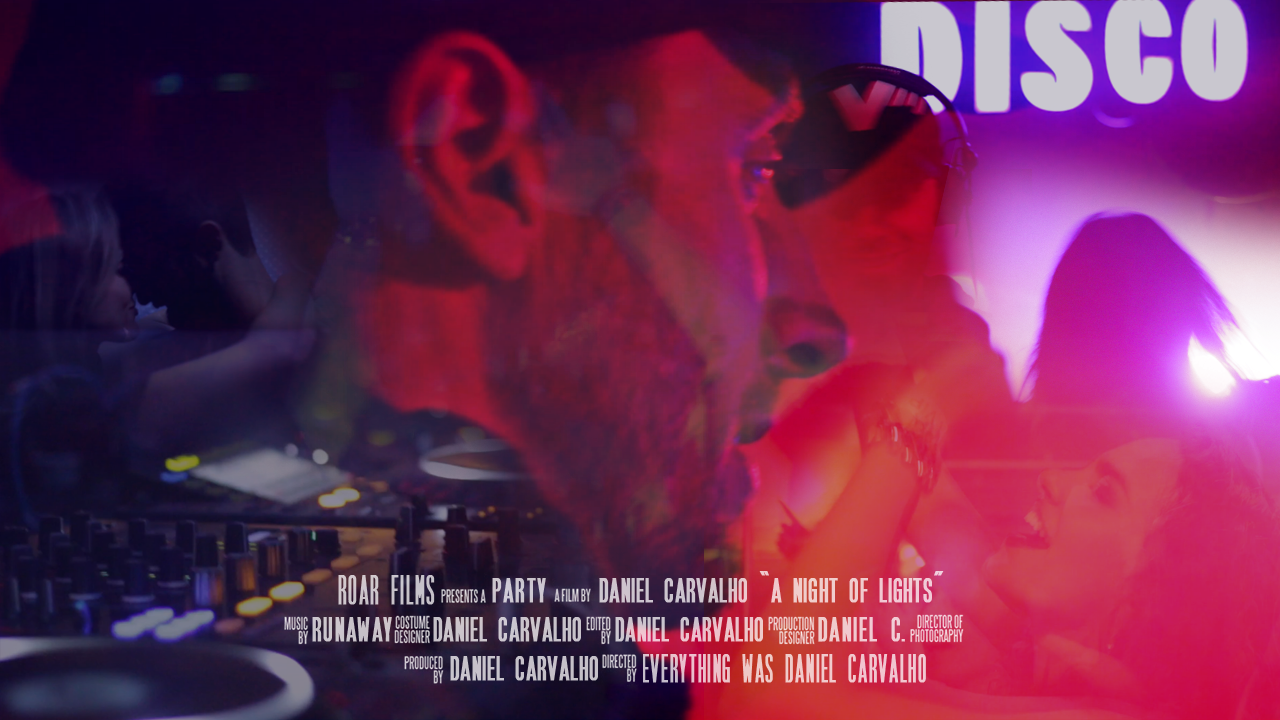 DISCO
ROAR FILMS PRESENTS A PARTY A FILM BY DANIEL CARVALHO "A NIGHT OF LIGHTS"
MUSIC BY RUNAWAY COSTUME DESIGNER DANIEL CARVALHO EDITED BY DANIEL CARVALHO PRODUCTION DESIGNER DANIEL C. DIRECTOR OF PHOTOGRAPHY
PRODUCED BY DANIEL CARVALHO DIRECTED BY EVERYTHING WAS DANIEL CARVALHO